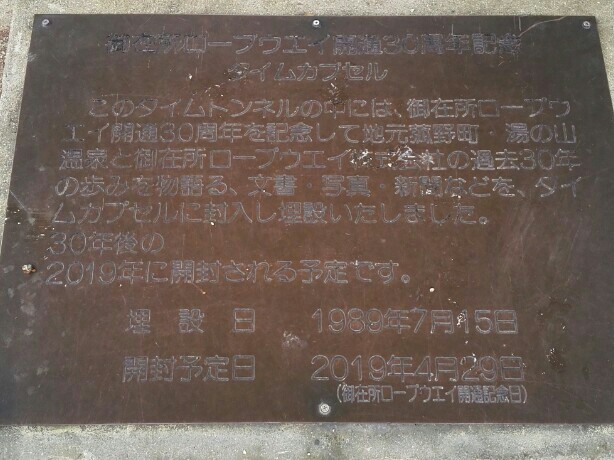 御在所ロープウエイ開通30周年記念
タイムカプセル
このタイムトンネルの中には、御在所ロープウ
エイ開通30周年を記念して地元菰野町・湯の山
温泉と御在所ロープウエイ株式会社の過去30年
の歩みを物語る、文書・写真・新聞などを、タイ
ムカプセルに封入し埋設いたしました。
30年後の
2019年に開封される予定です。
埋設日 1989年7月15日
開封予定日 2019年4月29日
(御在所ロープウエイ開通記念日)